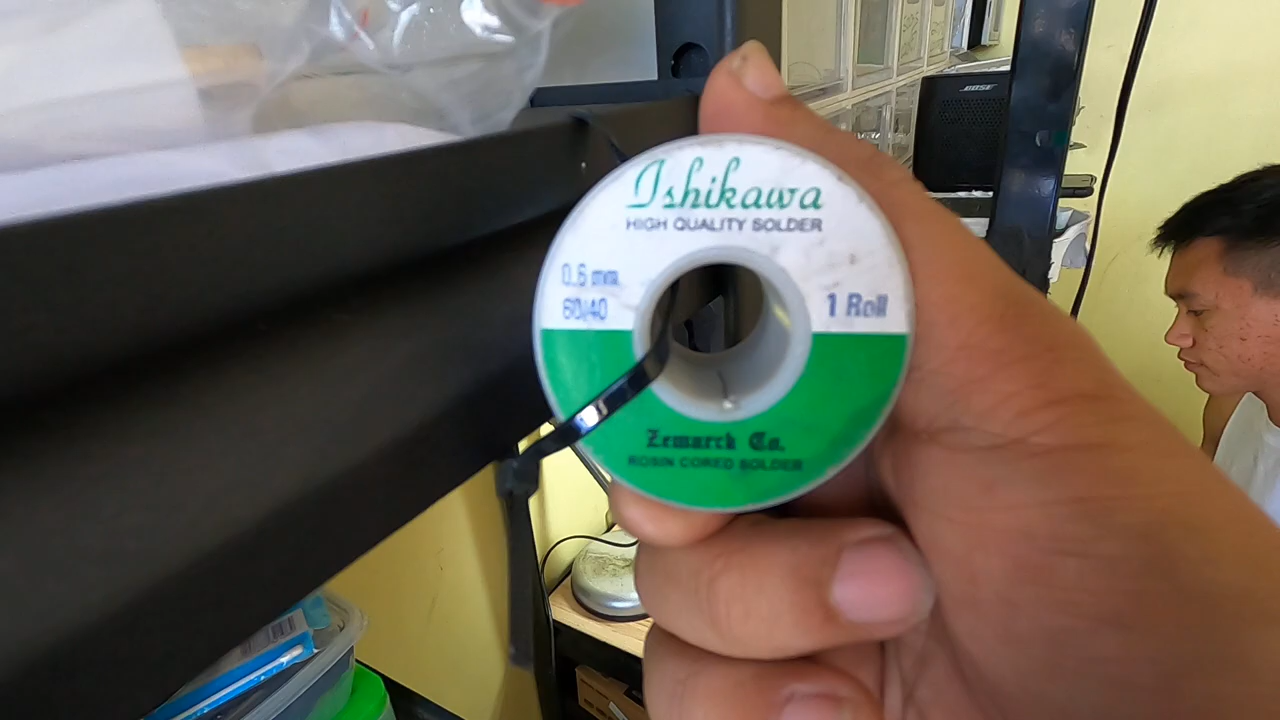 BOSE
Ishikawa
HIGH QUALITY SOLDER
0.6 mm
60/40
1 Roll
Zemarck Co.
ROSIN CORED SOLDER